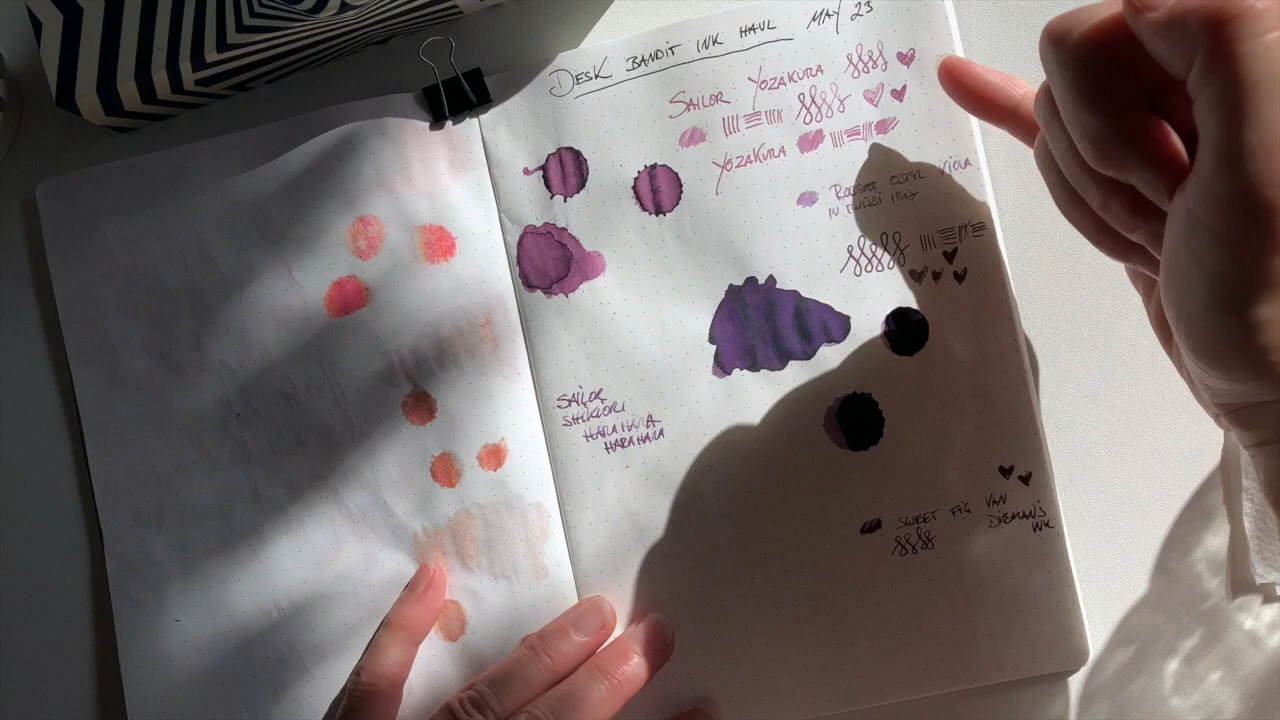 DESK BANDIT INK HAUL MAY 23
SAILOR YOZAKURA
YOZAKURA
ROBERT OSTER VIOLA
IN TWSBI IRIS
SAILOR
SHIKIORI
HARAHARA
HARAHARA
SWEET FIG VAN
DIEMAN'S
INK